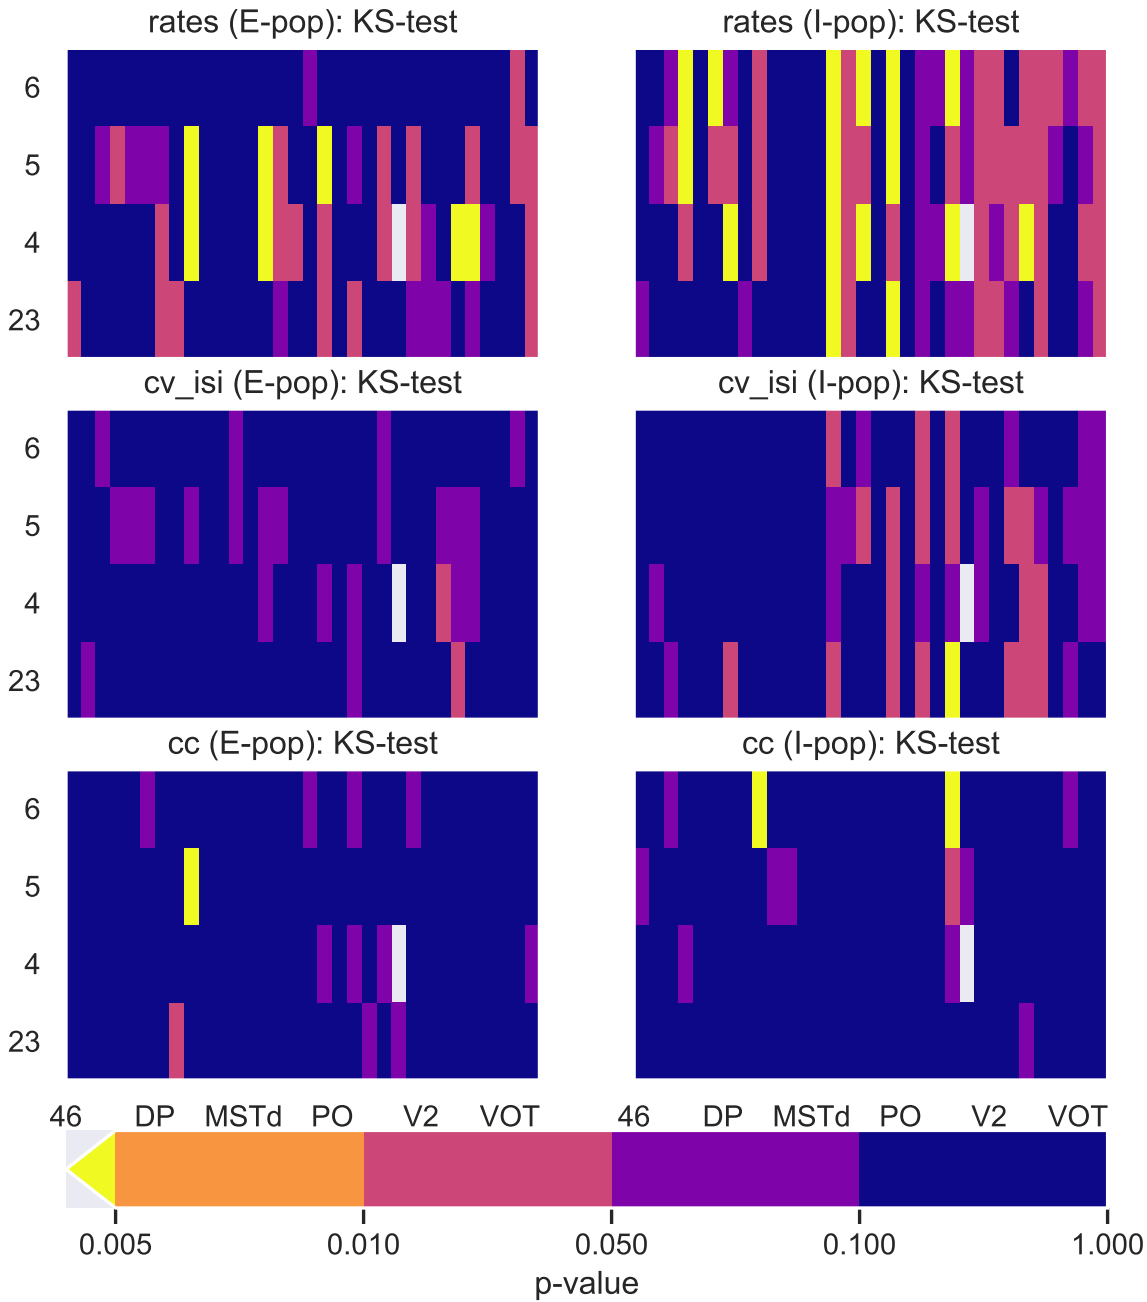 rates (E-pop): KS-test rates (I-pop): KS-test
6
5
4
23
cv_isi (E-pop): KS-test cv_isi (I-pop): KS-test
6
5
4
23
cc (E-pop): KS-test cc (I-pop): KS-test
6
5
4
23
46 DP MSTd PO V2 VOT 46 DP MSTd PO V2 VOT
0.005 0.010 0.050 0.100 1.000
p-value